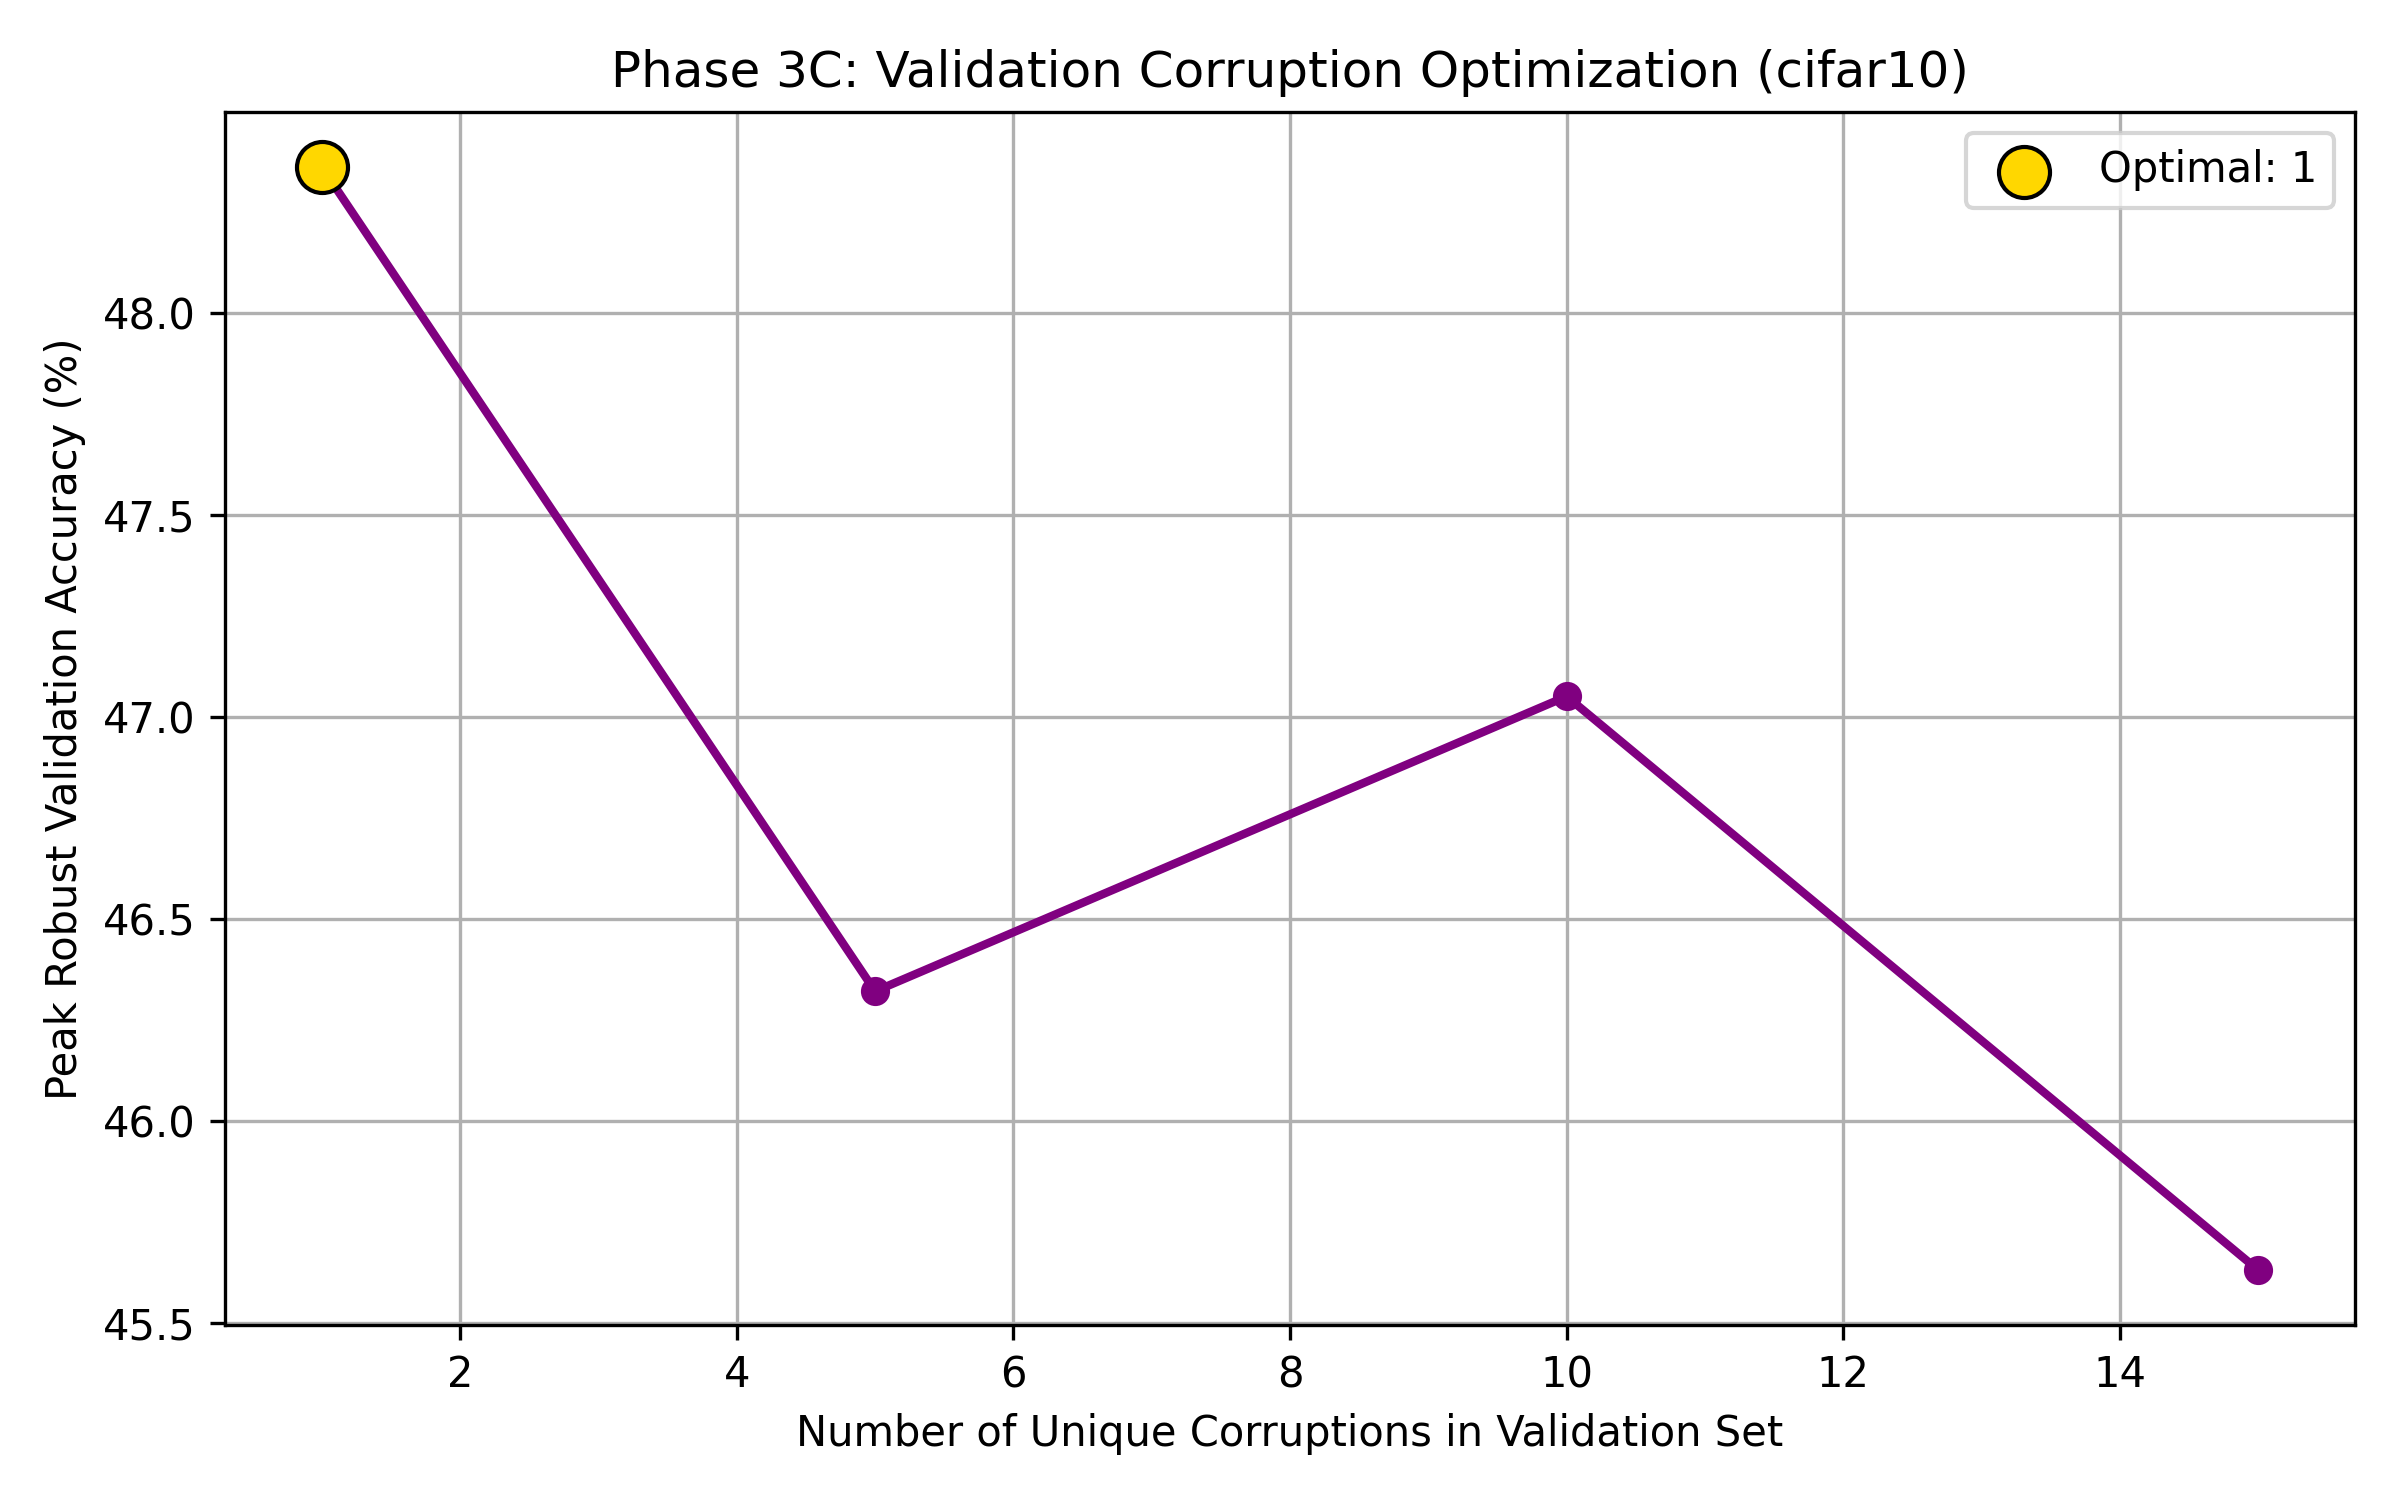 Phase 3C: Validation Corruption Optimization (cifar10)
Optimal: 1
Peak Robust Validation Accuracy (%)
48.0
47.5
47.0
46.5
46.0
45.5
2 4 6 8 10 12 14
Number of Unique Corruptions in Validation Set